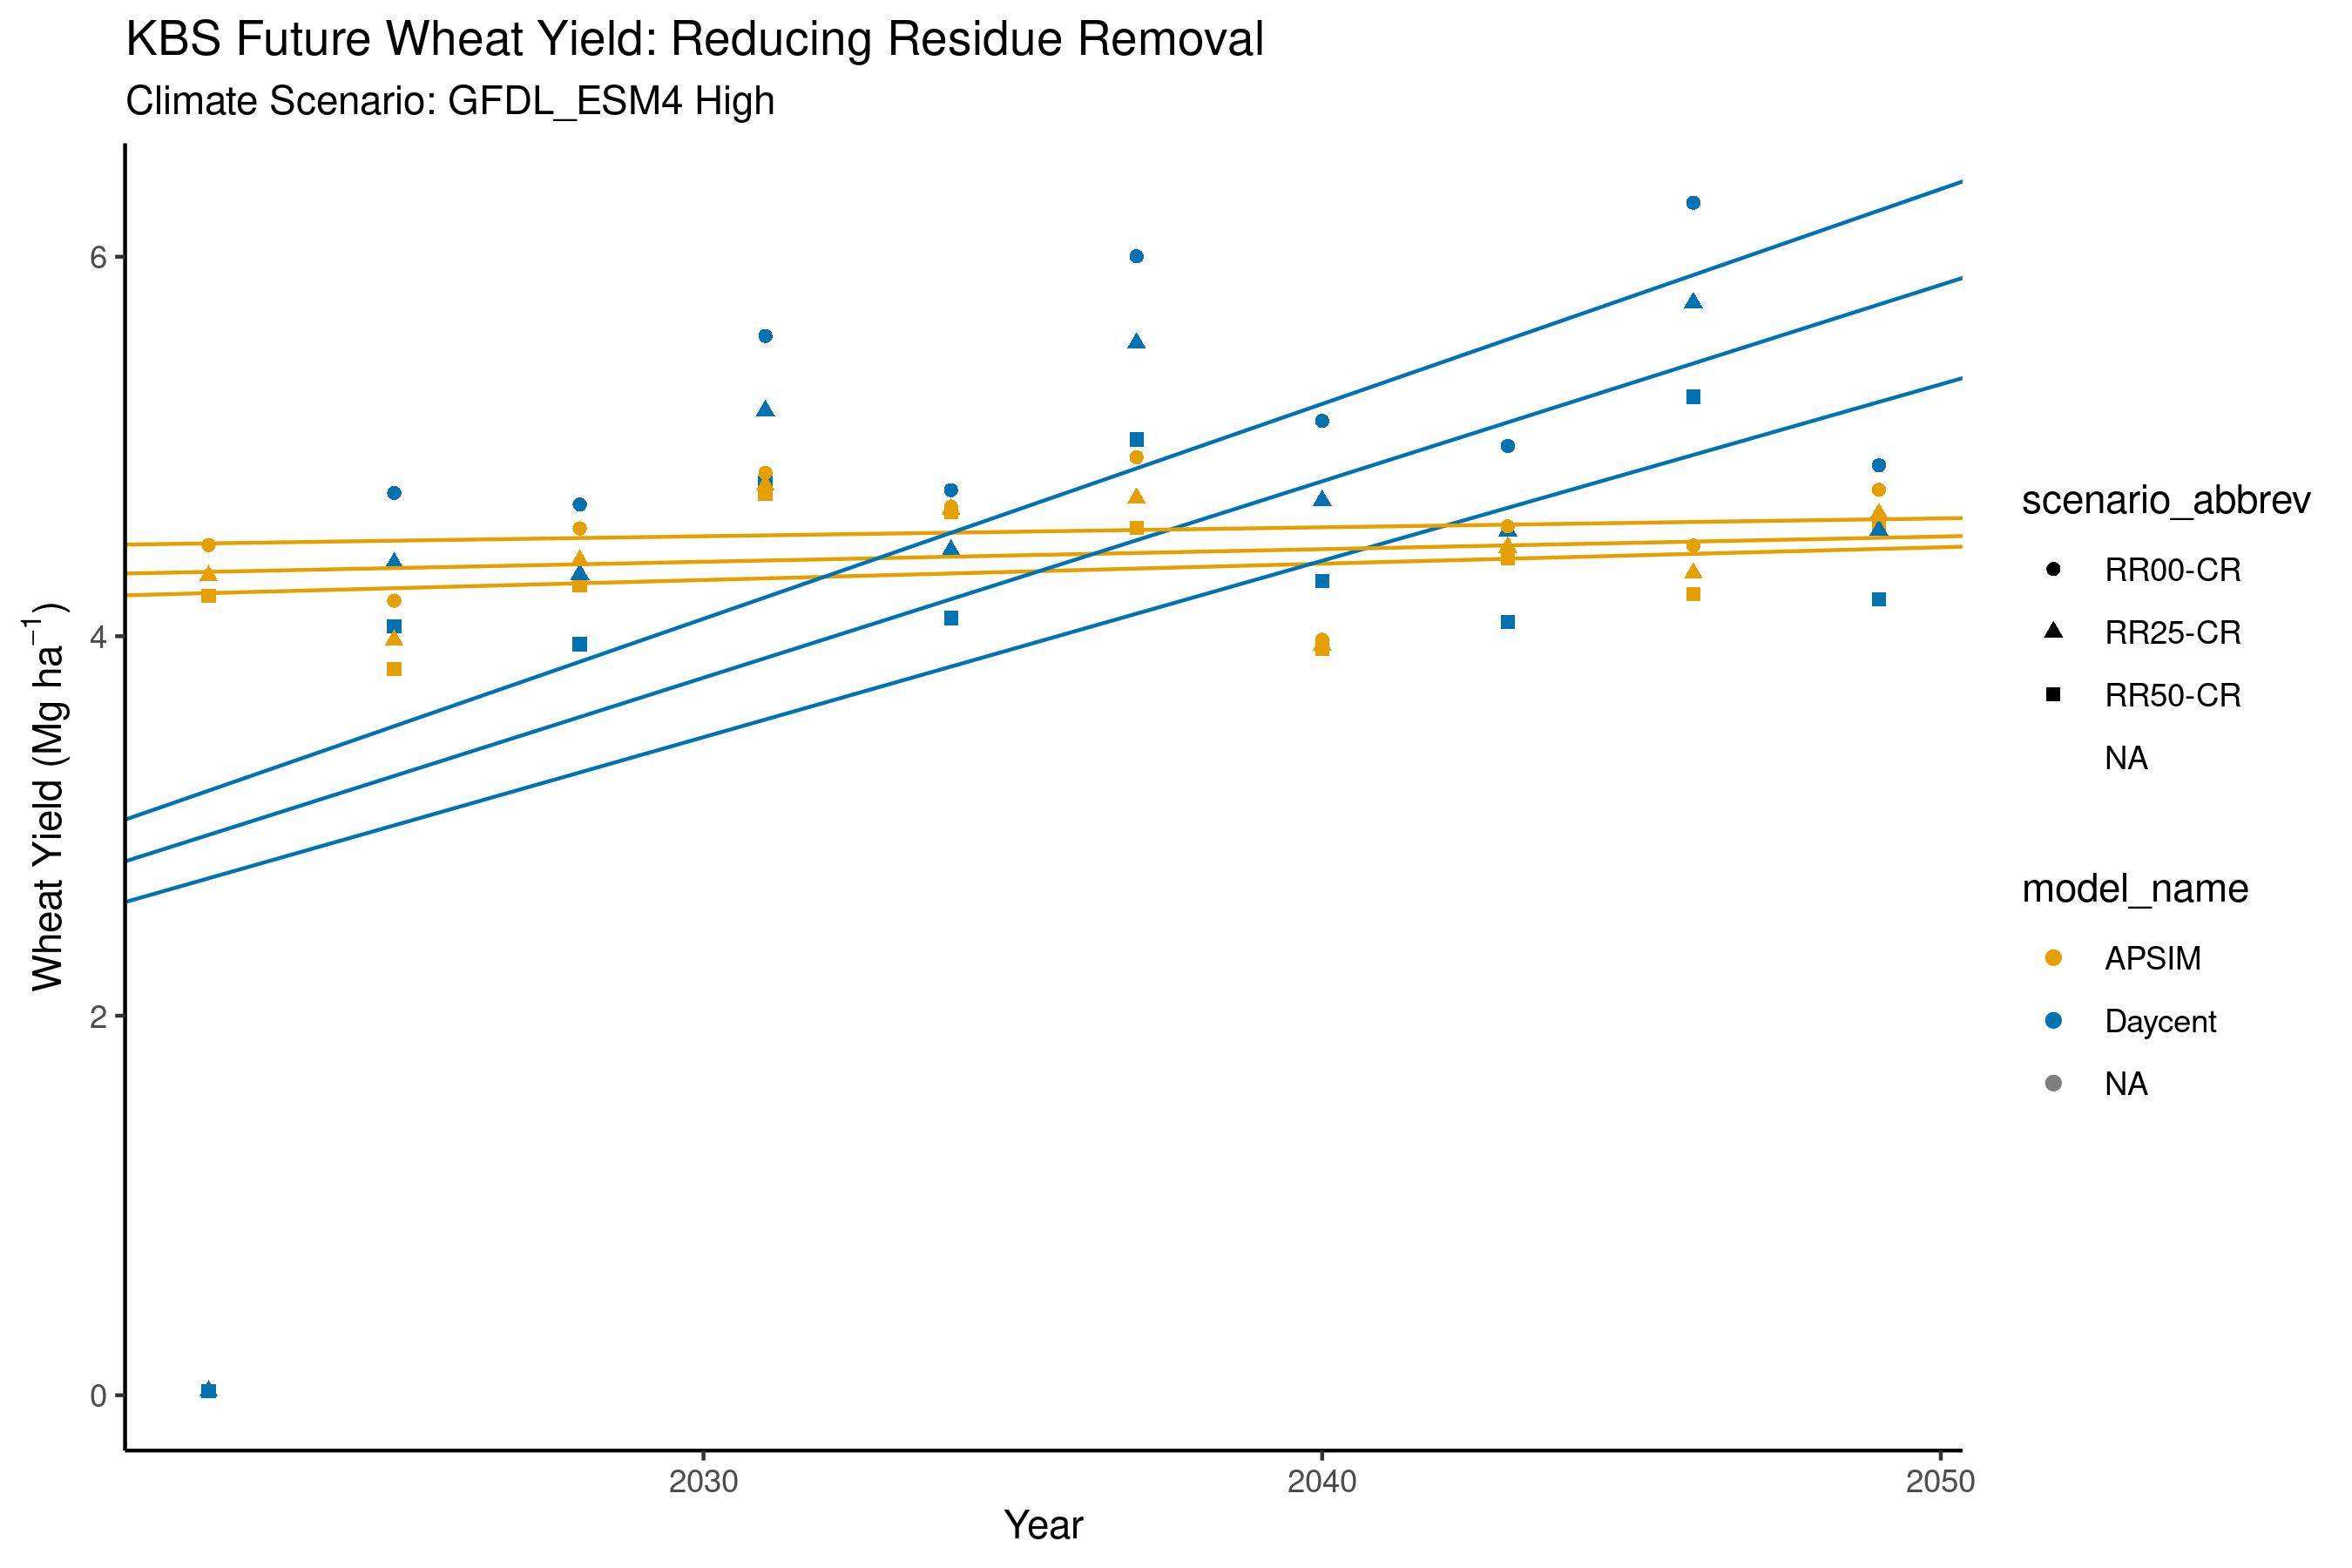 KBS Future Wheat Yield: Reducing Residue Removal
Climate Scenario: GFDL_ESM4 High
Wheat Yield (Mg ha⁻¹)
6
4
2
0
2030
2040
2050
Year
scenario_abbrev
RR00-CR
RR25-CR
RR50-CR
NA
model_name
APSIM
Daycent
NA